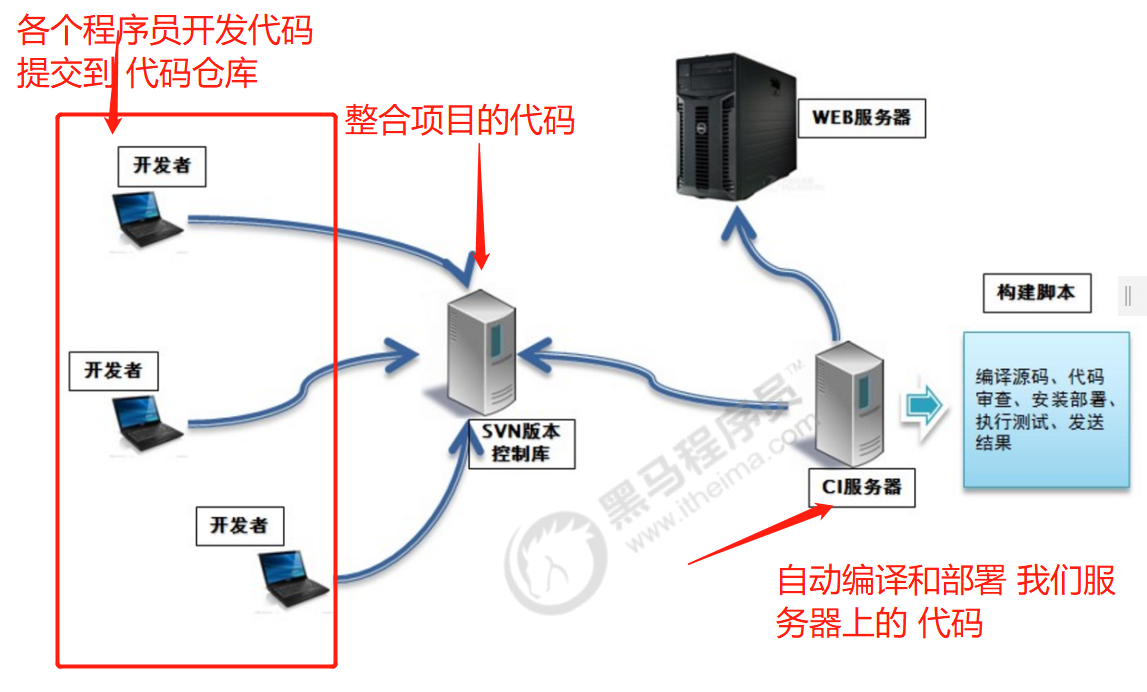 各个程序员开发代码
提交到 代码仓库
整合项目的代码
WEB服务器
开发者
构建脚本
开发者
编译源码、代码
审查、安装部署、
执行测试、发送
结果
SVN版本
控制库
CI服务器
开发者
黑马程序员™
www.itheima.com
自动编译和部署 我们服
务器上的 代码